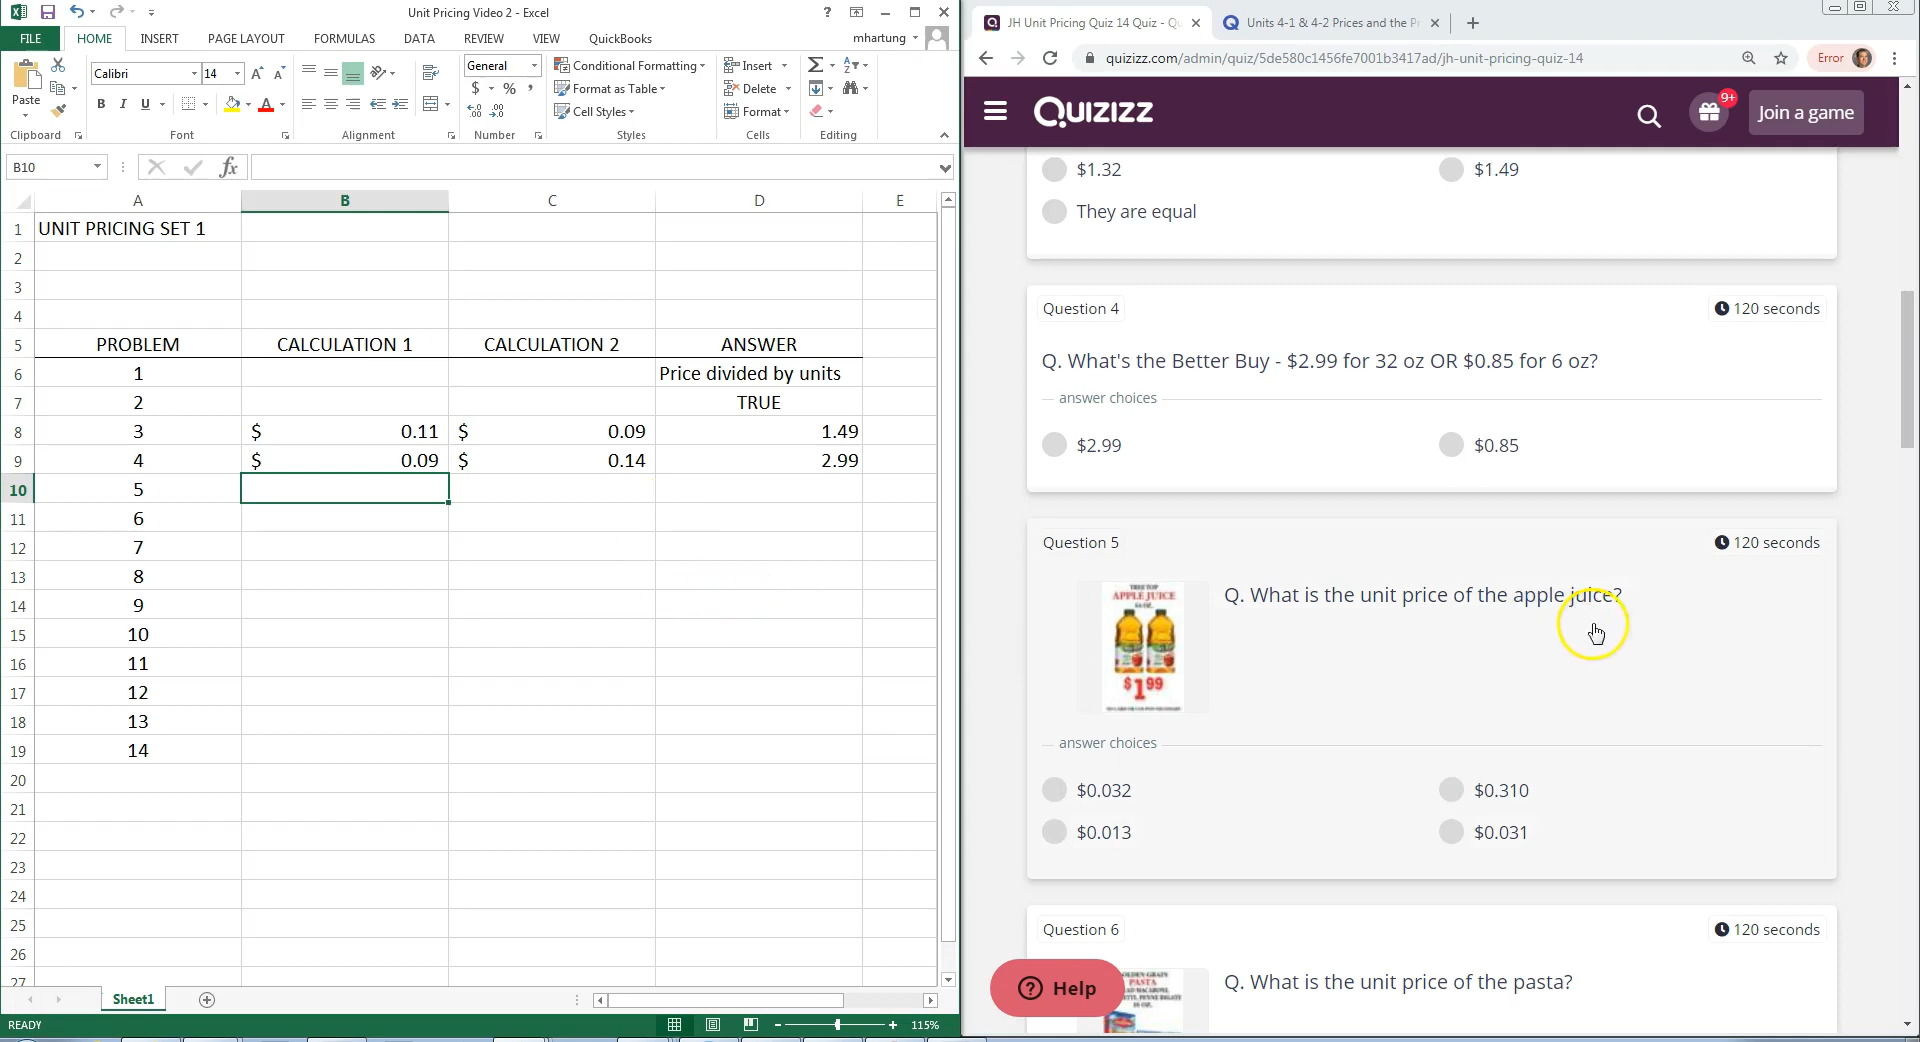 Unit Pricing Video 2 - Excel
FILE HOME INSERT PAGE LAYOUT FORMULAS DATA REVIEW VIEW QuickBooks mhartung
Paste
Calibri 14
B I U
General
$ % ,
Conditional Formatting
Format as Table
Cell Styles
Insert
Delete
Format
Clipboard Font Alignment Number Styles Cells Editing
B10 fx
A B C D E
1 UNIT PRICING SET 1
2
3
4
5 PROBLEM CALCULATION 1 CALCULATION 2 ANSWER
6 1 Price divided by units
7 2 TRUE
8 3 $ 0.11 $ 0.09 1.49
9 4 $ 0.09 $ 0.14 2.99
10 5
11 6
12 7
13 8
14 9
15 10
16 11
17 12
18 13
19 14
20
21
22
23
24
25
26
27
Sheet1
READY 115%
JH Unit Pricing Quiz 14 Quiz - Qu
Units 4-1 & 4-2 Prices and the Pr
quizizz.com/admin/quiz/5de580c1456fe7001b3417ad/jh-unit-pricing-quiz-14
Error
Quizizz
9+
Join a game
$1.32 $1.49
They are equal
Question 4 120 seconds
Q. What's the Better Buy - $2.99 for 32 oz OR $0.85 for 6 oz?
answer choices
$2.99 $0.85
Question 5 120 seconds
TREE TOP
APPLE JUICE
64 OZ.
$1.99
Q. What is the unit price of the apple juice?
answer choices
$0.032 $0.310
$0.013 $0.031
Question 6 120 seconds
GOLDEN GRAIN
PASTA
Q. What is the unit price of the pasta?
Help